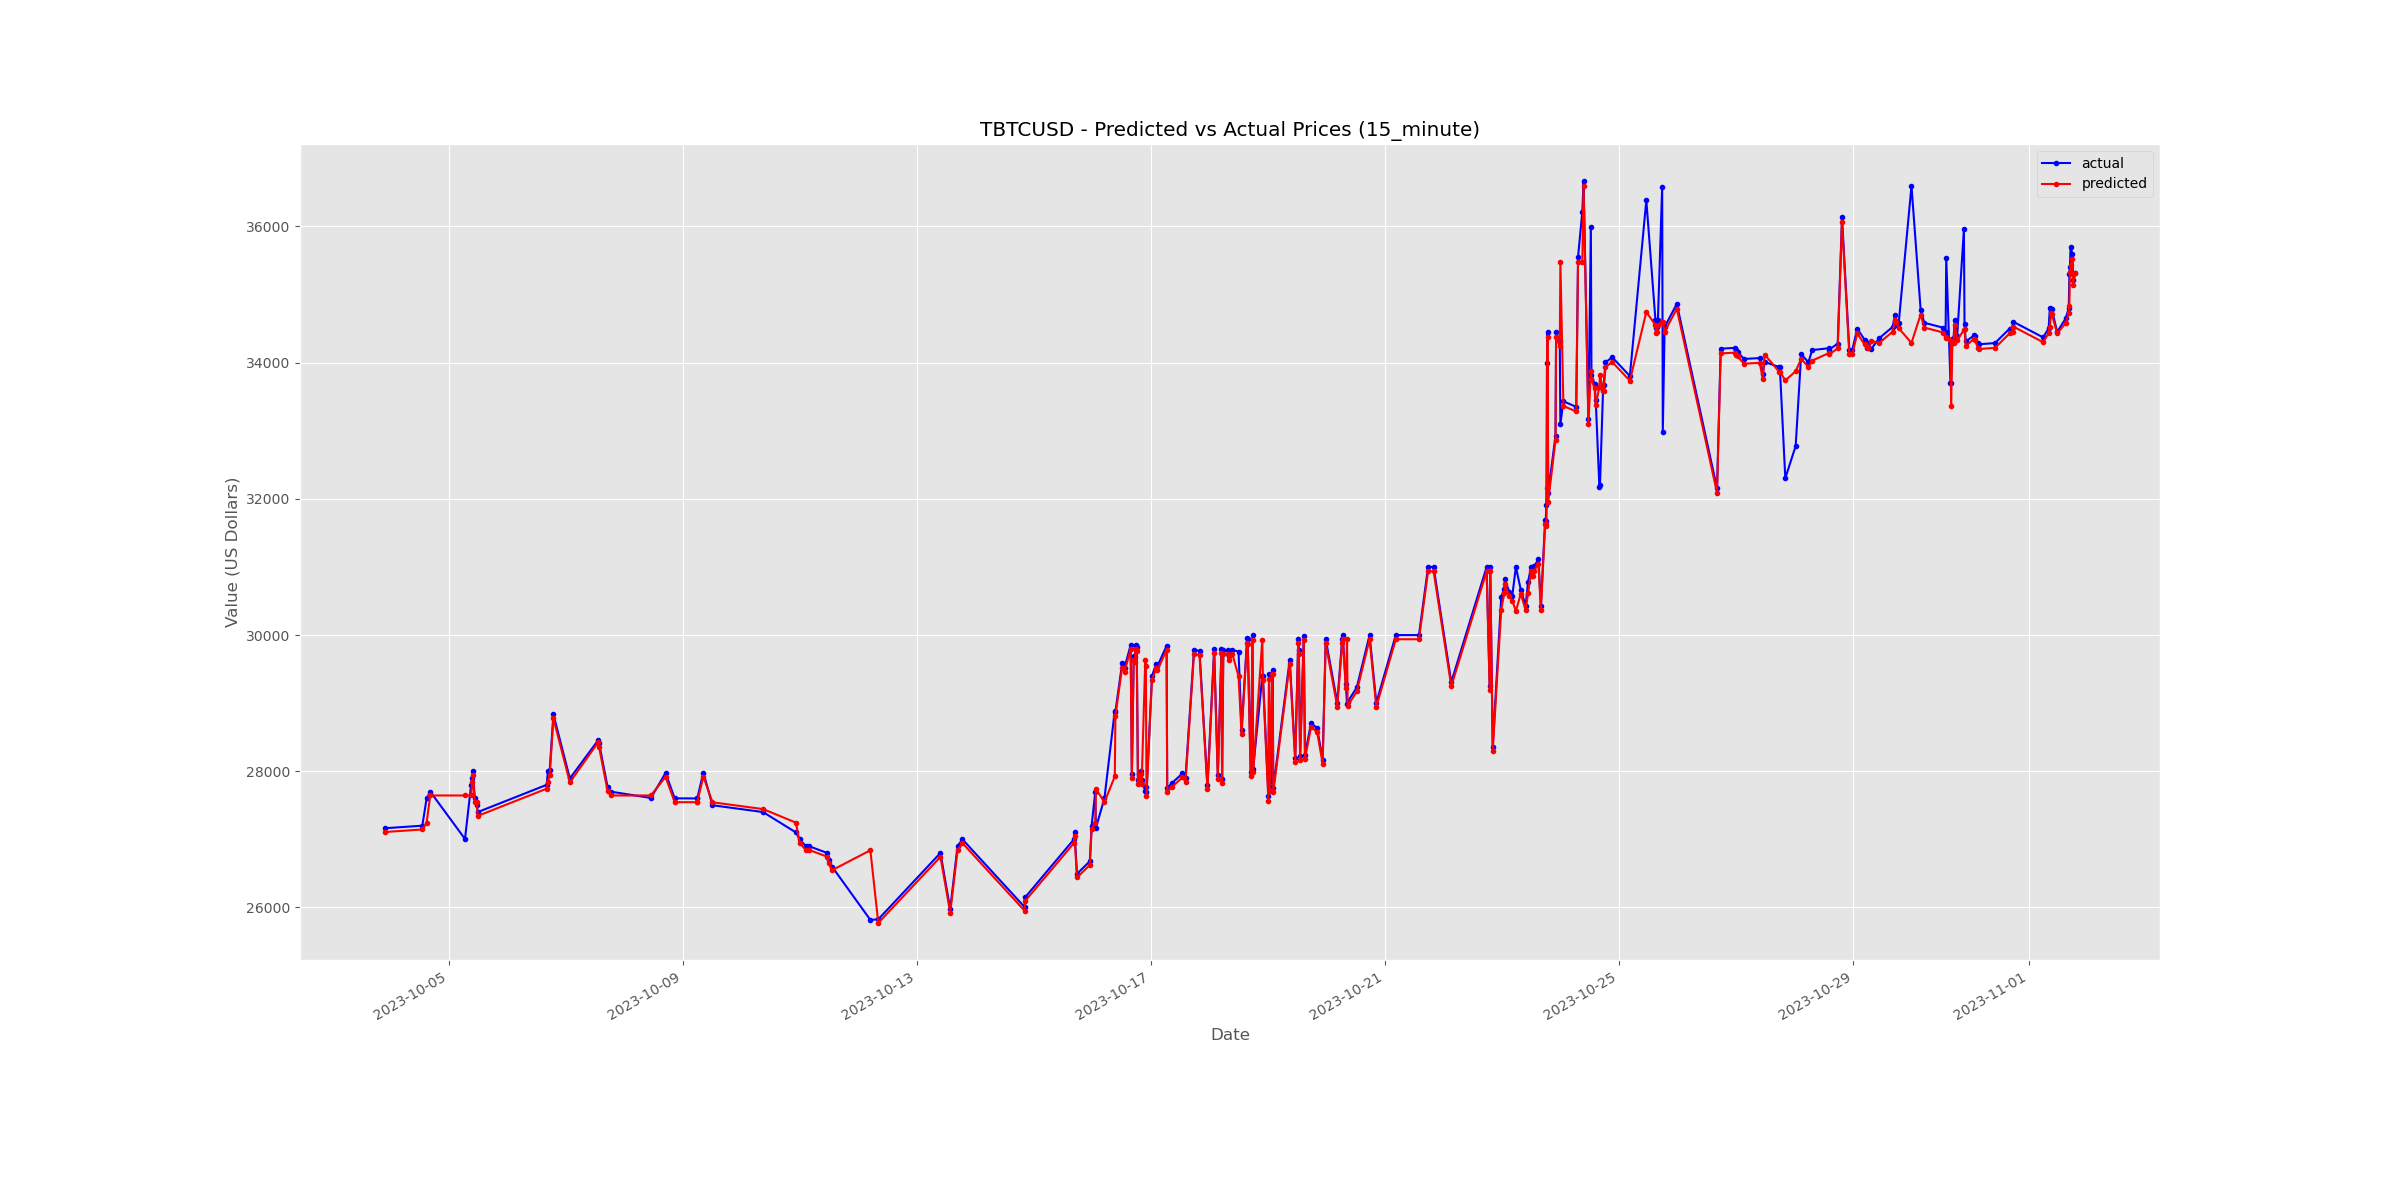 TBTCUSD - Predicted vs Actual Prices (15_minute)
actual
predicted
36000
34000
32000
30000
28000
26000
Value (US Dollars)
2023-10-05
2023-10-09
2023-10-13
2023-10-17
2023-10-21
2023-10-25
2023-10-29
2023-11-01
Date